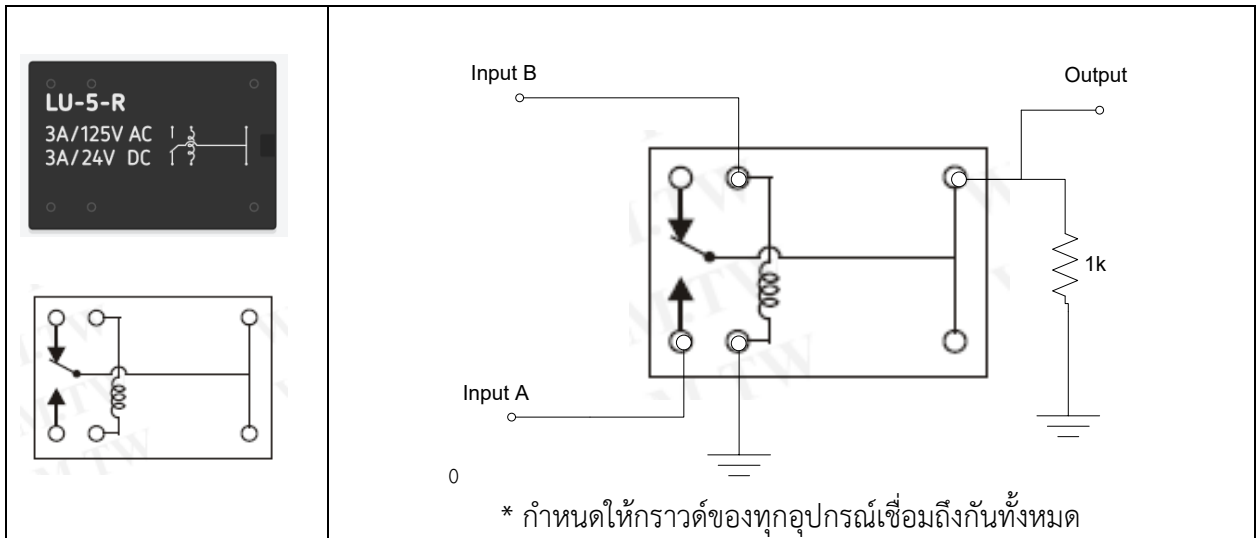 LU-5-R
3A/125V AC
3A/24V DC
Input B
Output
1k
Input A
0
* กำหนดให้กราวด์ของทุกอุปกรณ์เชื่อมถึงกันทั้งหมด